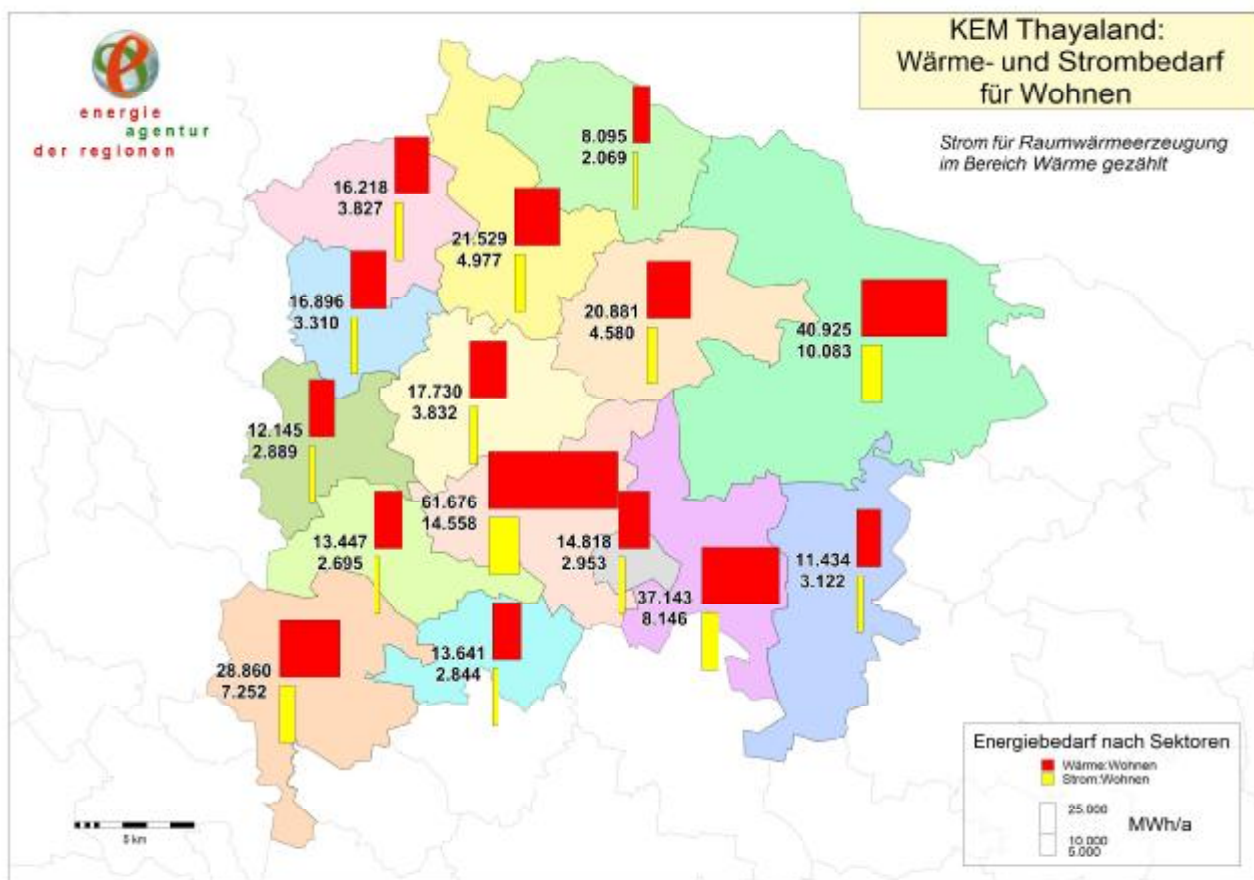 KEM Thayaland:
Wärme- und Strombedarf
für Wohnen
energie
agentur
der regionen
Strom für Raumwärmeerzeugung
im Bereich Wärme gezählt
8.095
2.069
16.218
3.827
21.529
4.977
16.896
3.310
20.881
4.580
40.925
10.083
17.730
3.832
12.145
2.889
61.676
14.558
13.447
2.695
14.818
2.953
11.434
3.122
37.143
8.146
13.641
2.844
28.860
7.252
Energiebedarf nach Sektoren
Wärme:Wohnen
Strom:Wohnen
25.000
10.000
5.000
MWh/a
5 km